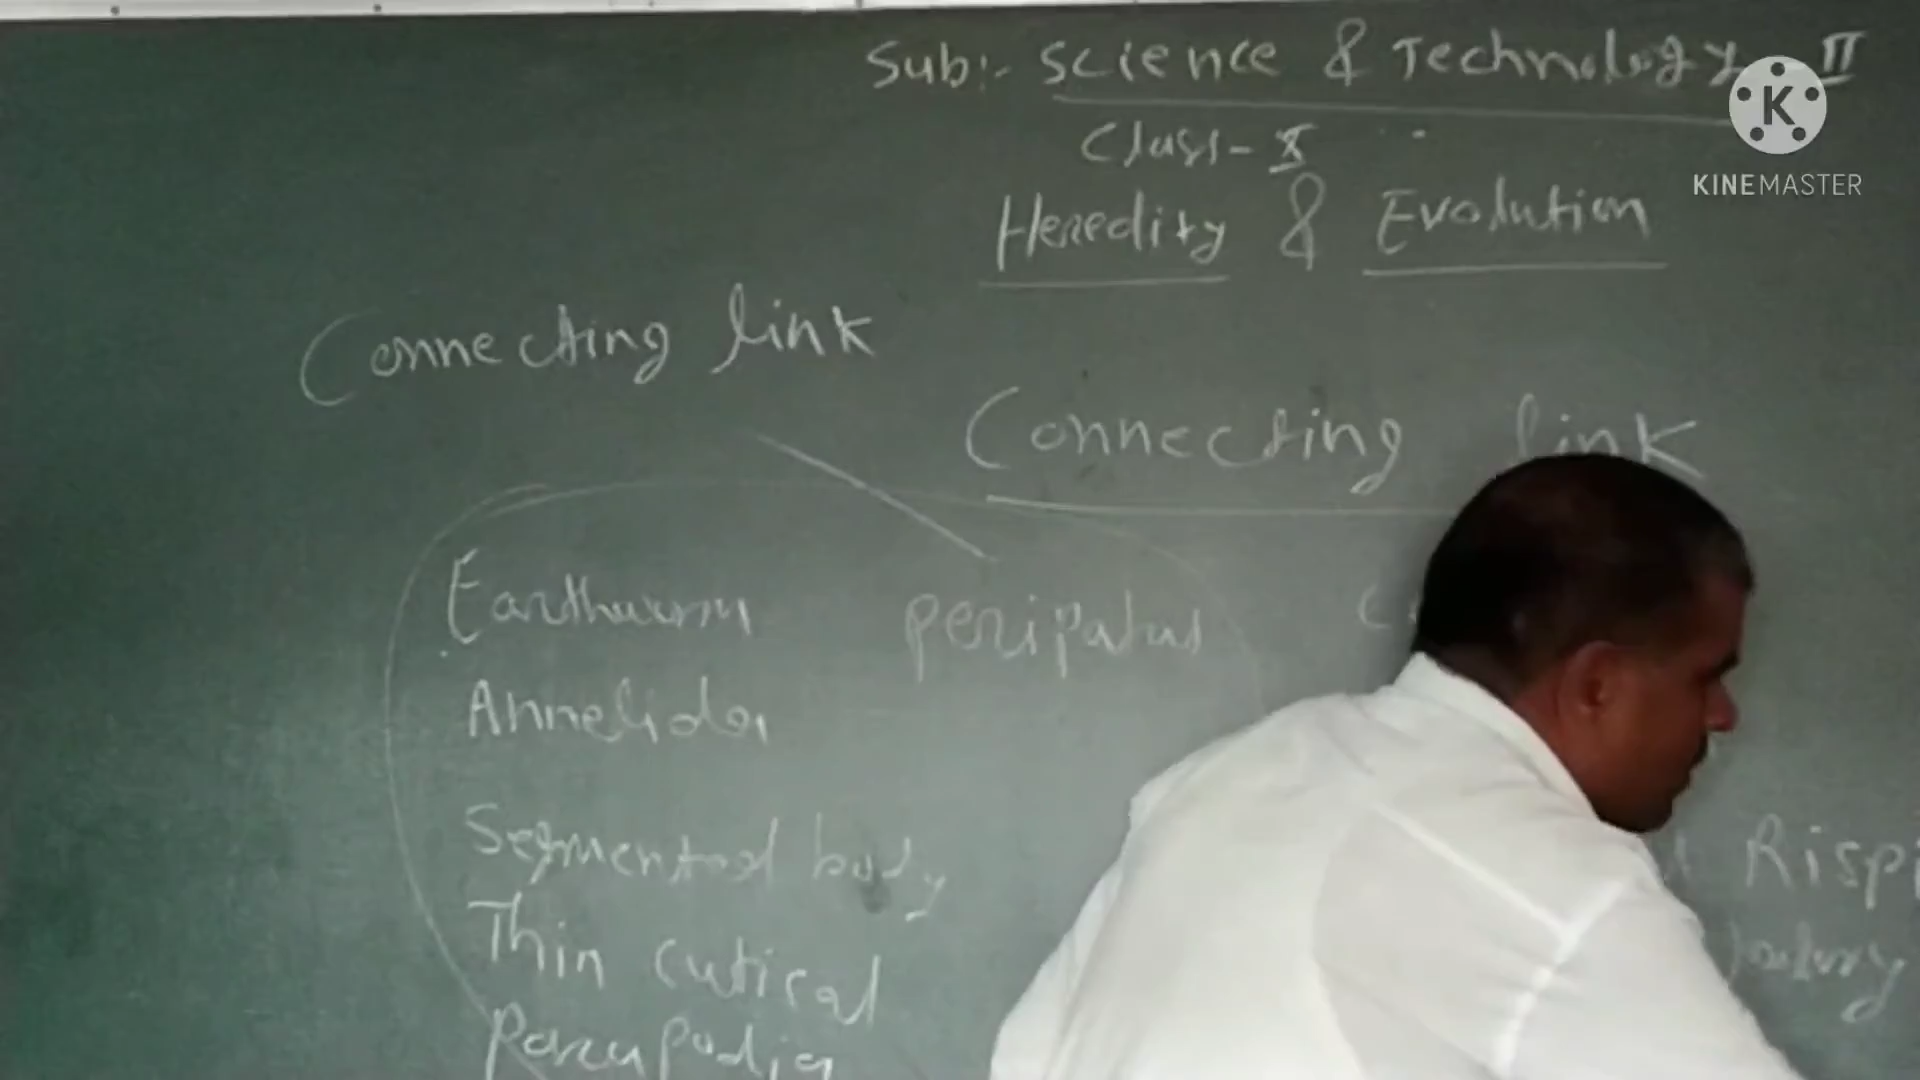 Sub:- Science & Technology II
Class - X
Heredity & Evolution
Connecting link
Connecting link
Earthworm peripatus
Annelida
Segmented body
Thin cutical
Parapodia
Rispi
KINEMASTER